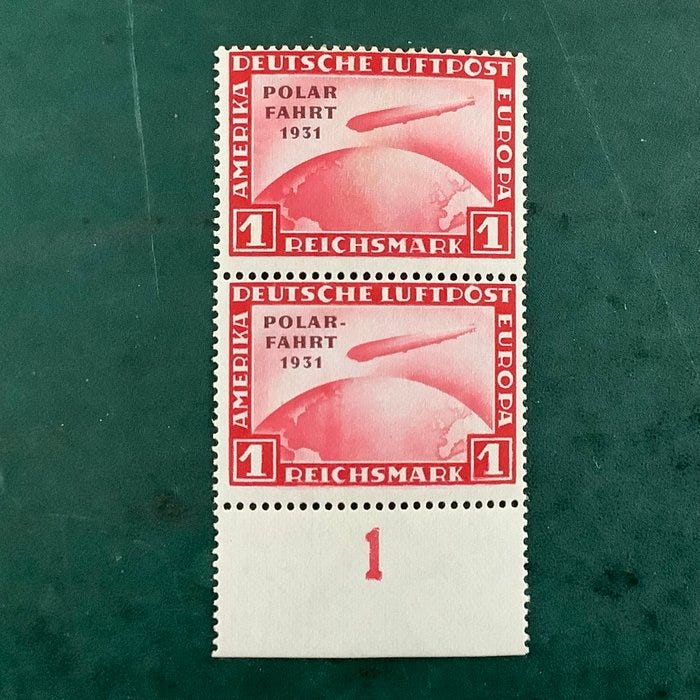 DEUTSCHE LUFTPOST
AMERIKA
POLAR
FAHRT
1931
EUROPA
1
REICHSMARK
1
DEUTSCHE LUFTPOST
AMERIKA
POLAR-
FAHRT
1931
EUROPA
1
REICHSMARK
1
1